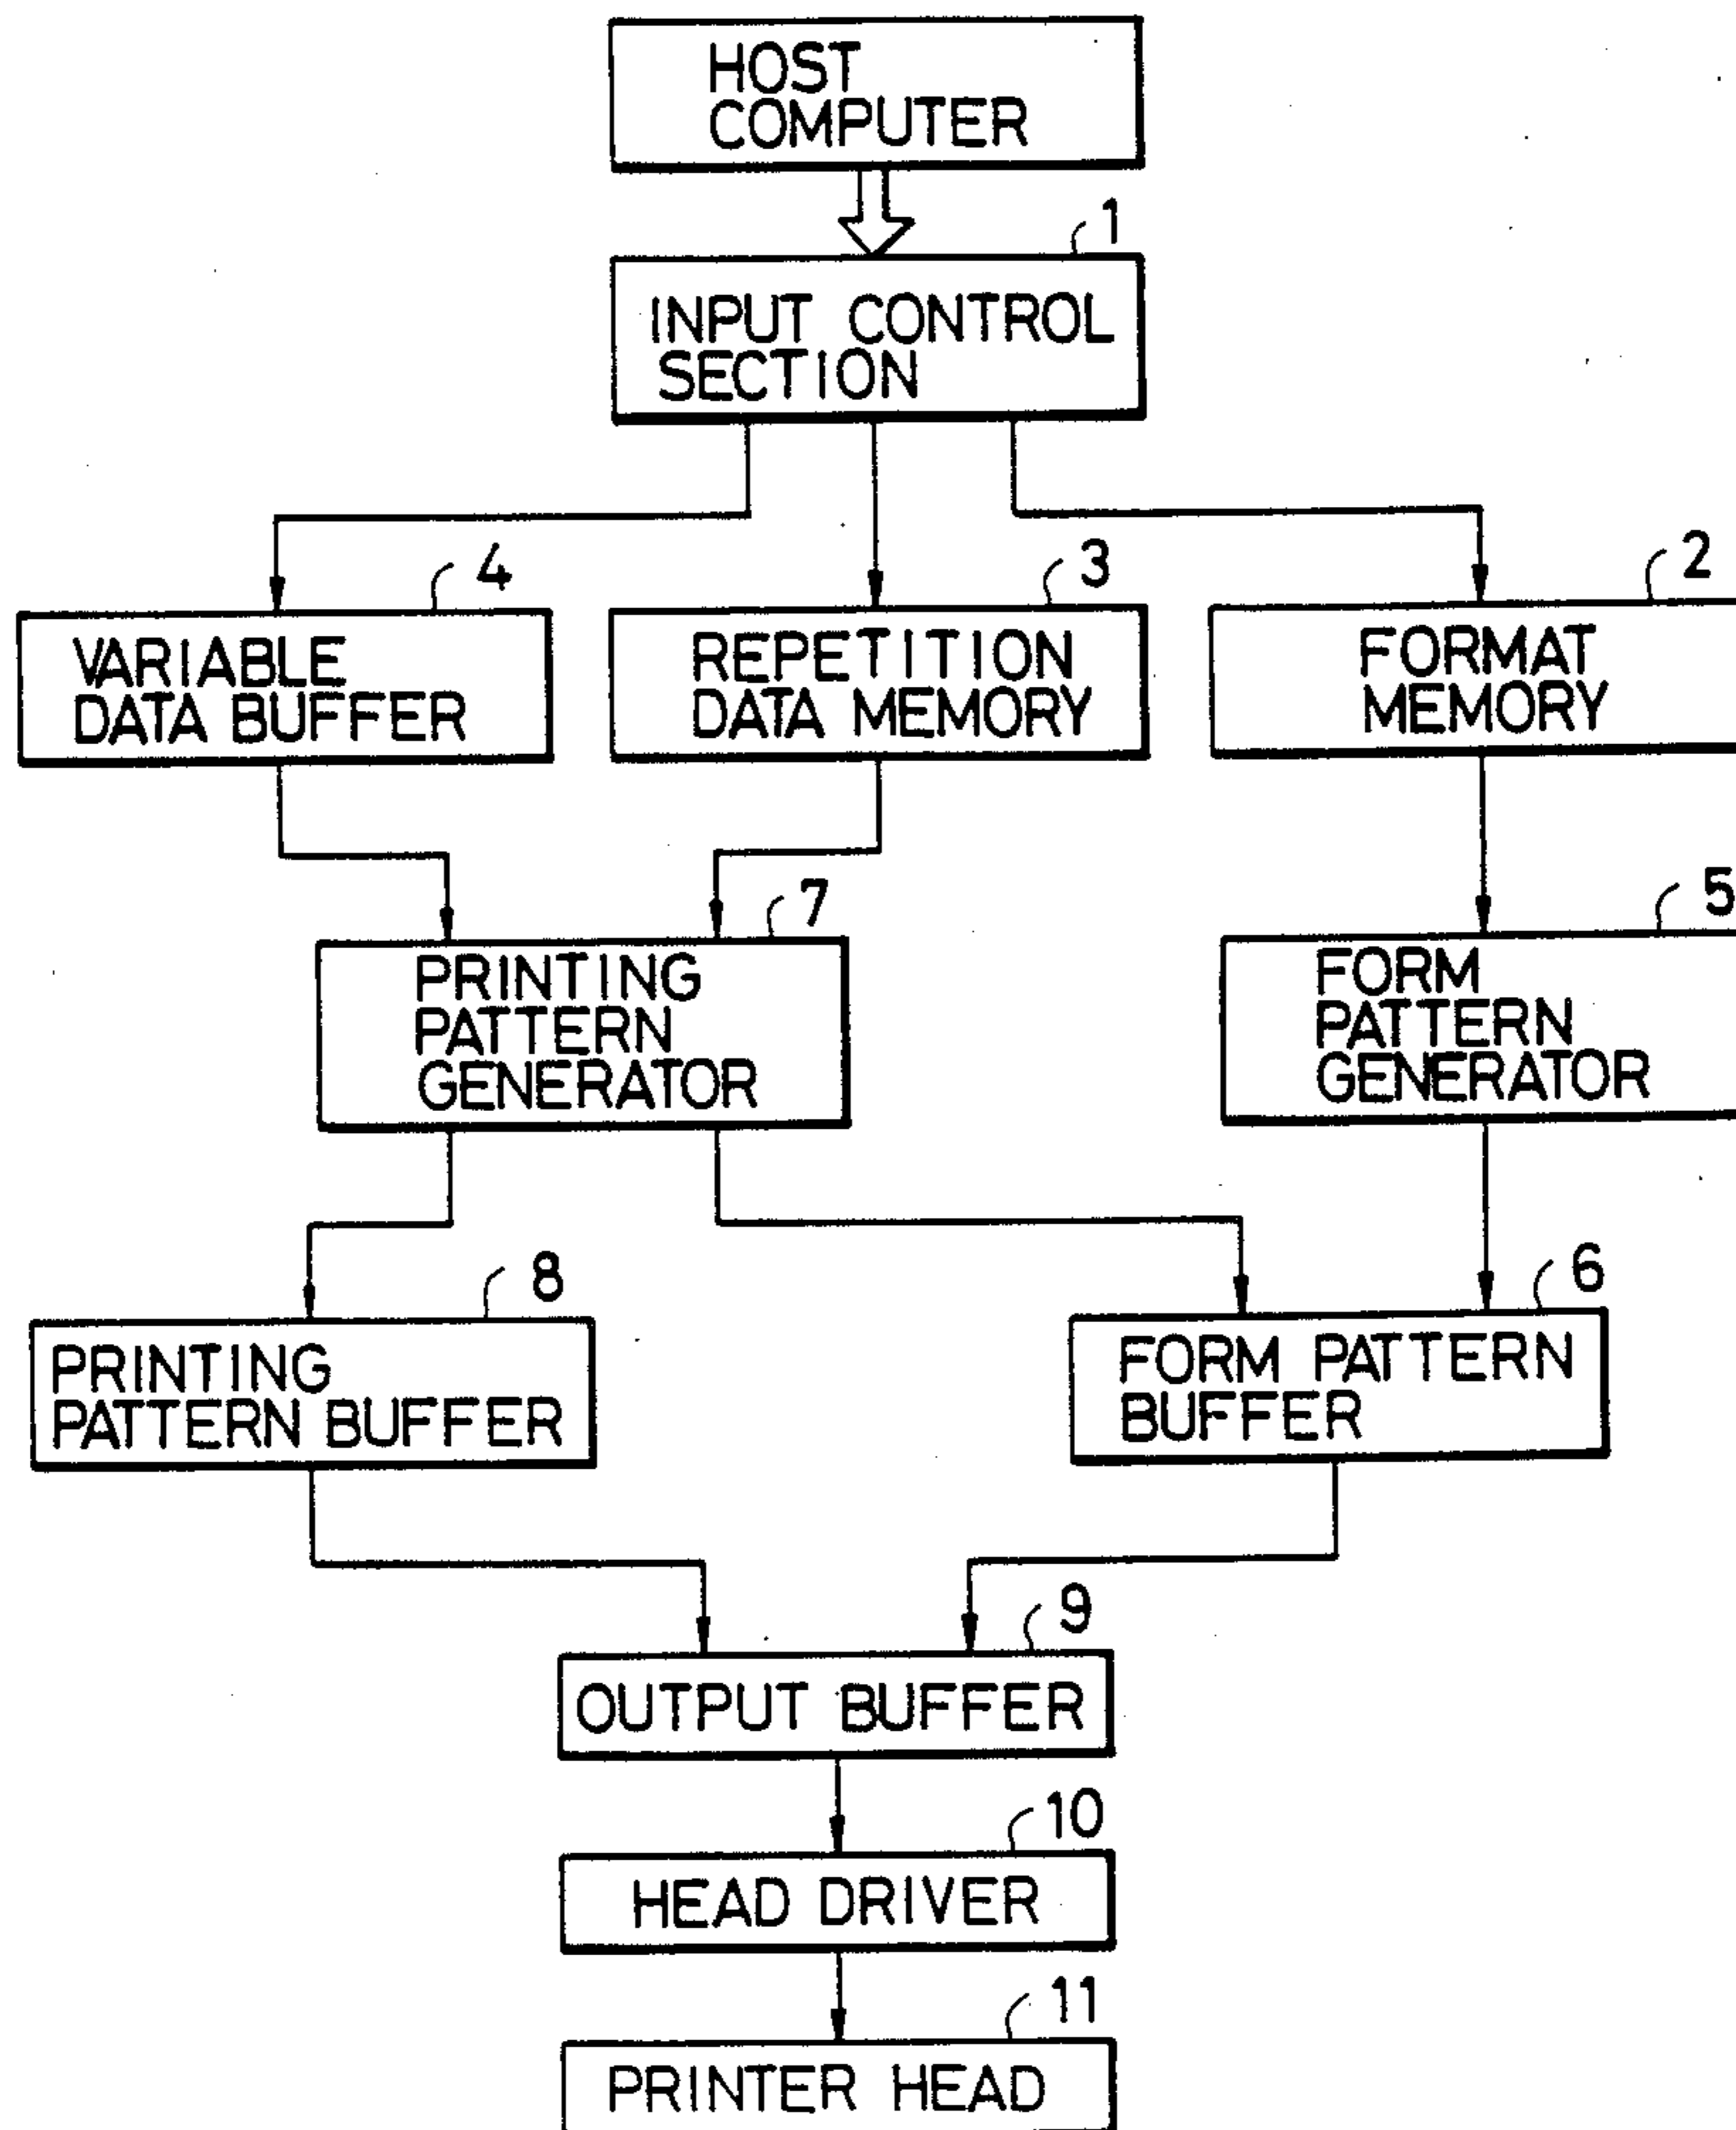 HOST
COMPUTER
1
INPUT CONTROL
SECTION
4
VARIABLE
DATA BUFFER
3
REPETITION
DATA MEMORY
2
FORMAT
MEMORY
7
PRINTING
PATTERN
GENERATOR
5
FORM
PATTERN
GENERATOR
8
PRINTING
PATTERN BUFFER
6
FORM PATTERN
BUFFER
9
OUTPUT BUFFER
10
HEAD DRIVER
11
PRINTER HEAD